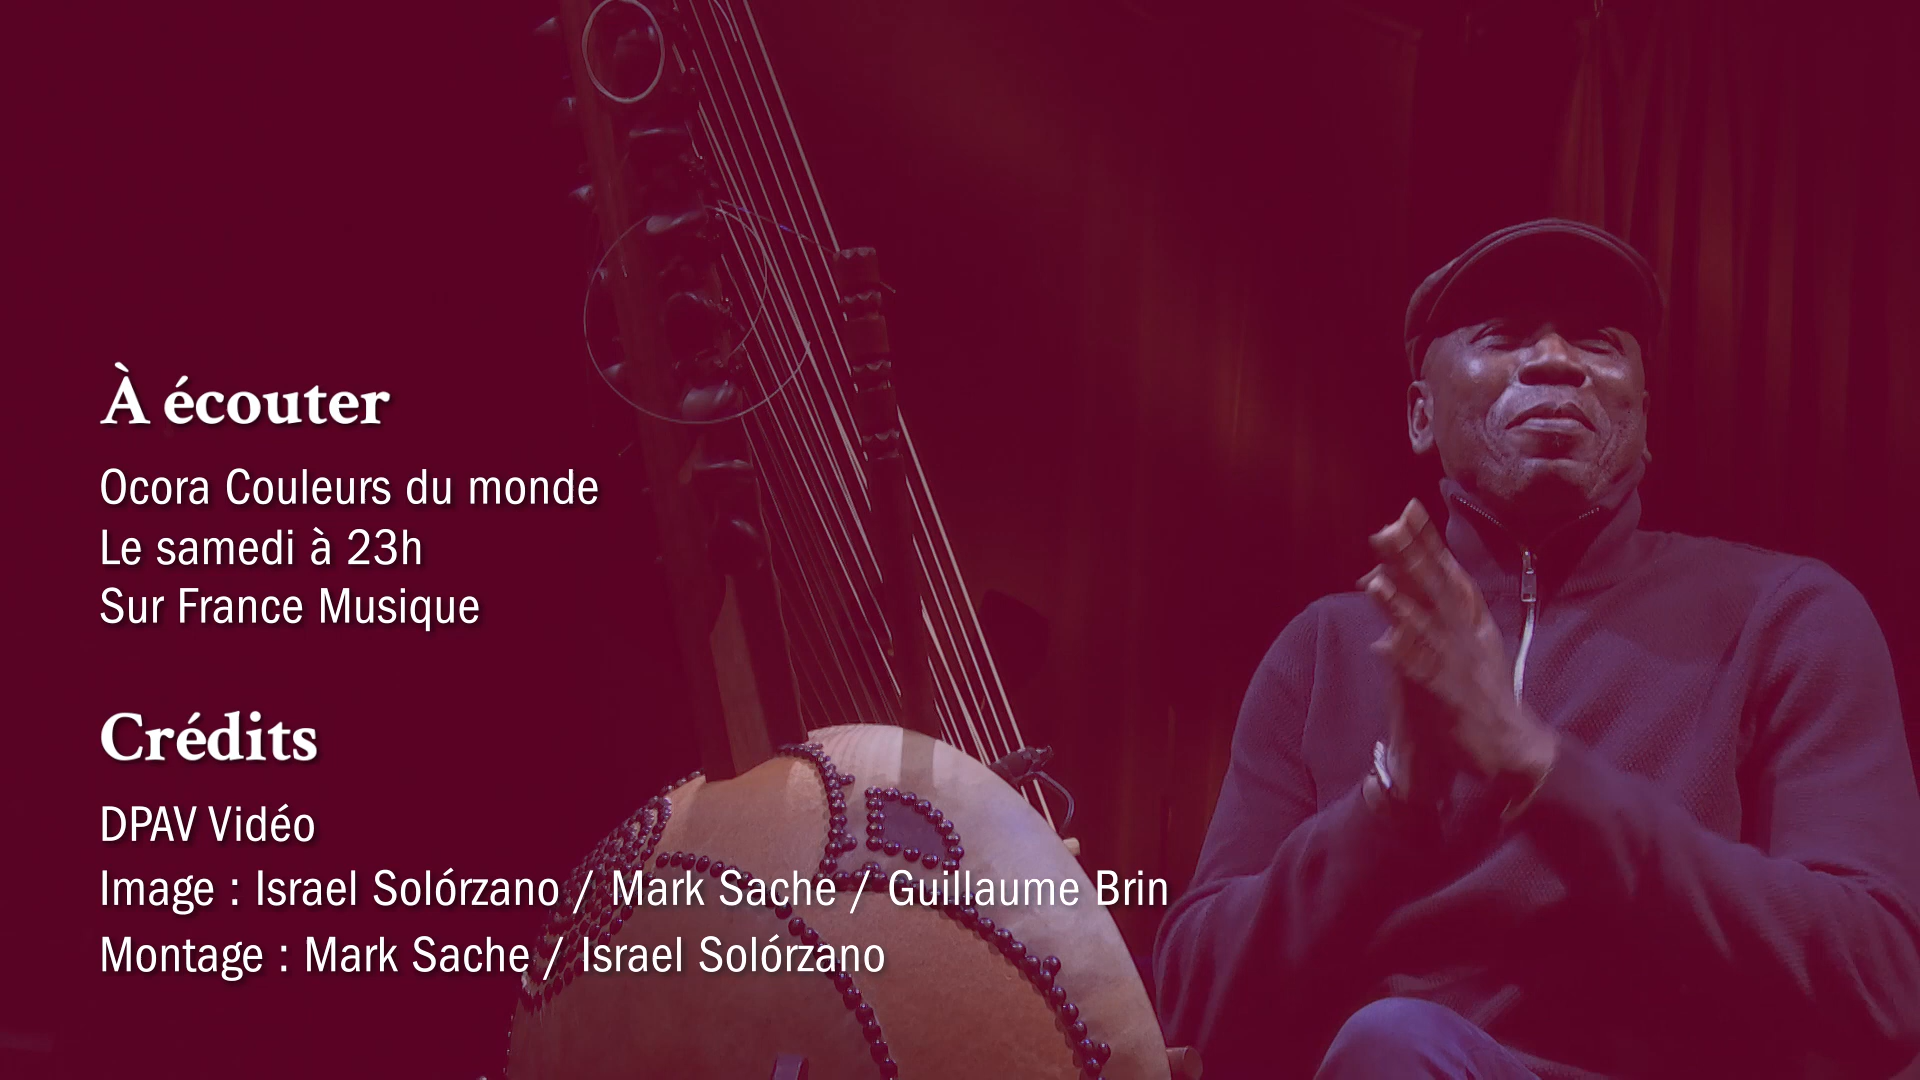 À écouter
Ocora Couleurs du monde
Le samedi à 23h
Sur France Musique
Crédits
DPAV Vidéo
Image : Israel Solórzano / Mark Sache / Guillaume Brin
Montage : Mark Sache / Israel Solórzano